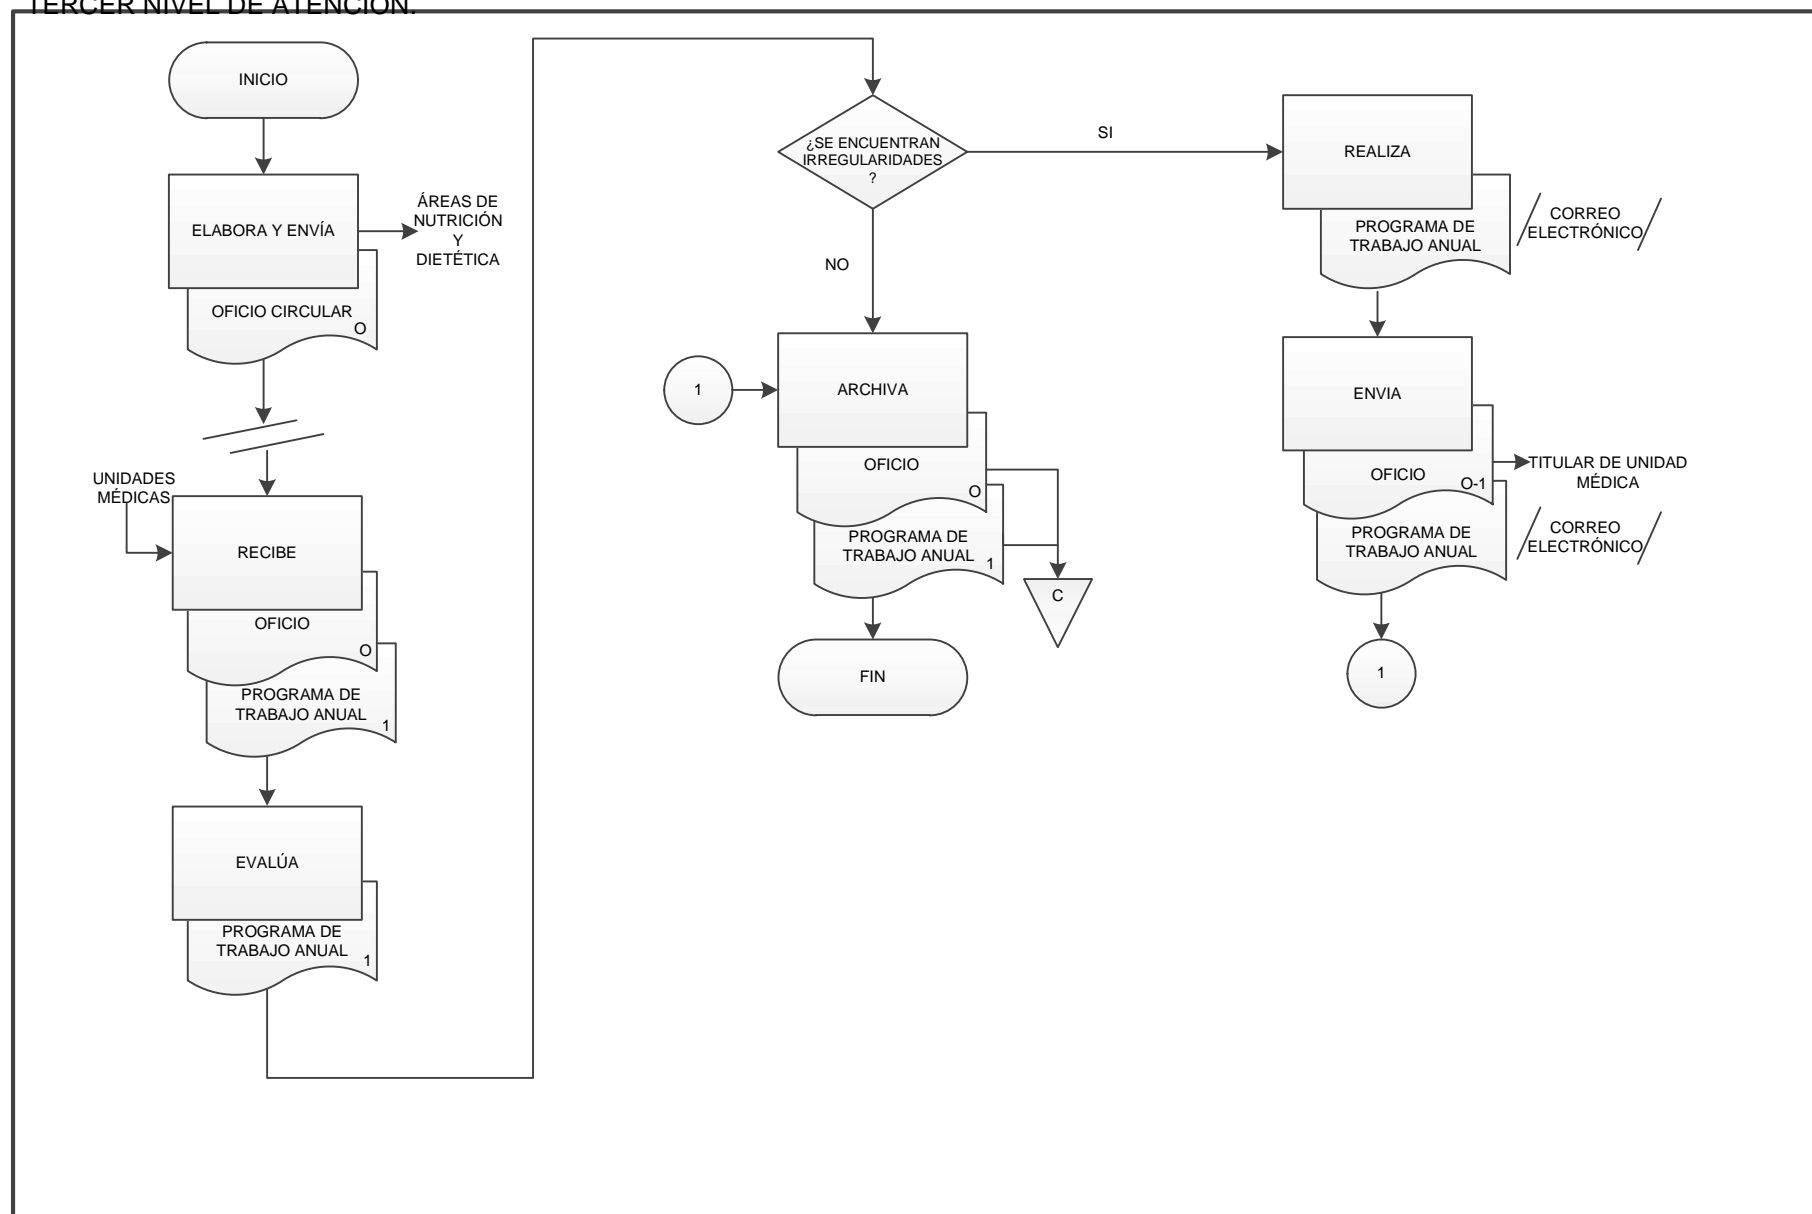 TERCER NIVEL DE ATENCIÓN.
INICIO
ELABORA Y ENVÍA
ÁREAS DE
NUTRICIÓN
Y
DIETÉTICA
OFICIO CIRCULAR
O
UNIDADES
MÉDICAS
RECIBE
OFICIO
O
PROGRAMA DE
TRABAJO ANUAL
1
EVALÚA
PROGRAMA DE
TRABAJO ANUAL
1
¿SE ENCUENTRAN
IRREGULARIDADES
?
SI
NO
1
ARCHIVA
OFICIO
O
PROGRAMA DE
TRABAJO ANUAL
1
C
FIN
REALIZA
PROGRAMA DE
TRABAJO ANUAL
CORREO
ELECTRÓNICO
ENVIA
OFICIO
O-1
TITULAR DE UNIDAD
MÉDICA
PROGRAMA DE
TRABAJO ANUAL
CORREO
ELECTRÓNICO
1